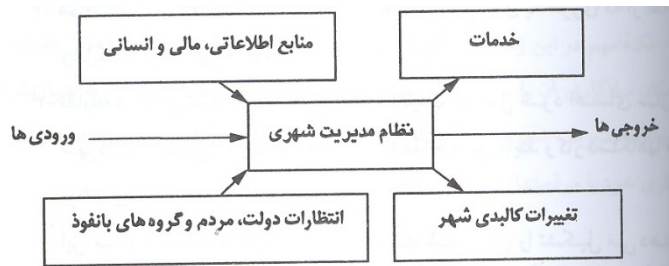 منابع اطلاعاتی، مالی و انسانی
خدمات
ورودی‌ها
نظام مدیریت شهری
خروجی‌ها
انتظارات دولت، مردم و گروه‌های بانفوذ
تغییرات کالبدی شهر